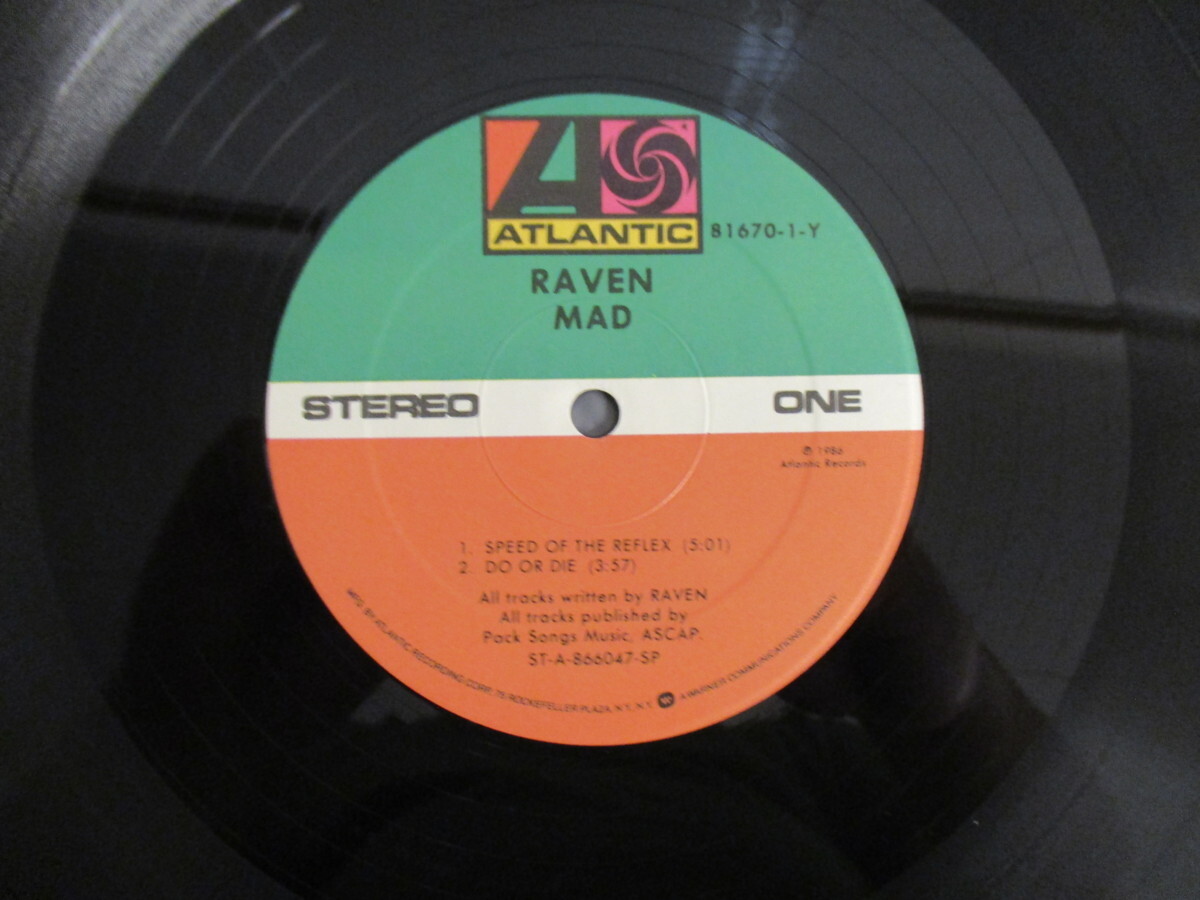 A
ATLANTIC
81670-1-Y
RAVEN
MAD
STEREO
ONE
℗ 1986
Atlantic Records
1. SPEED OF THE REFLEX (5:01)
2. DO OR DIE (3:57)
All tracks written by RAVEN
All tracks published by
Pack Songs Music, ASCAP.
ST-A-866047-SP
MFG. BY ATLANTIC RECORDING CORP., 75 ROCKEFELLER PLAZA, N.Y., N.Y. W A WARNER COMMUNICATIONS COMPANY